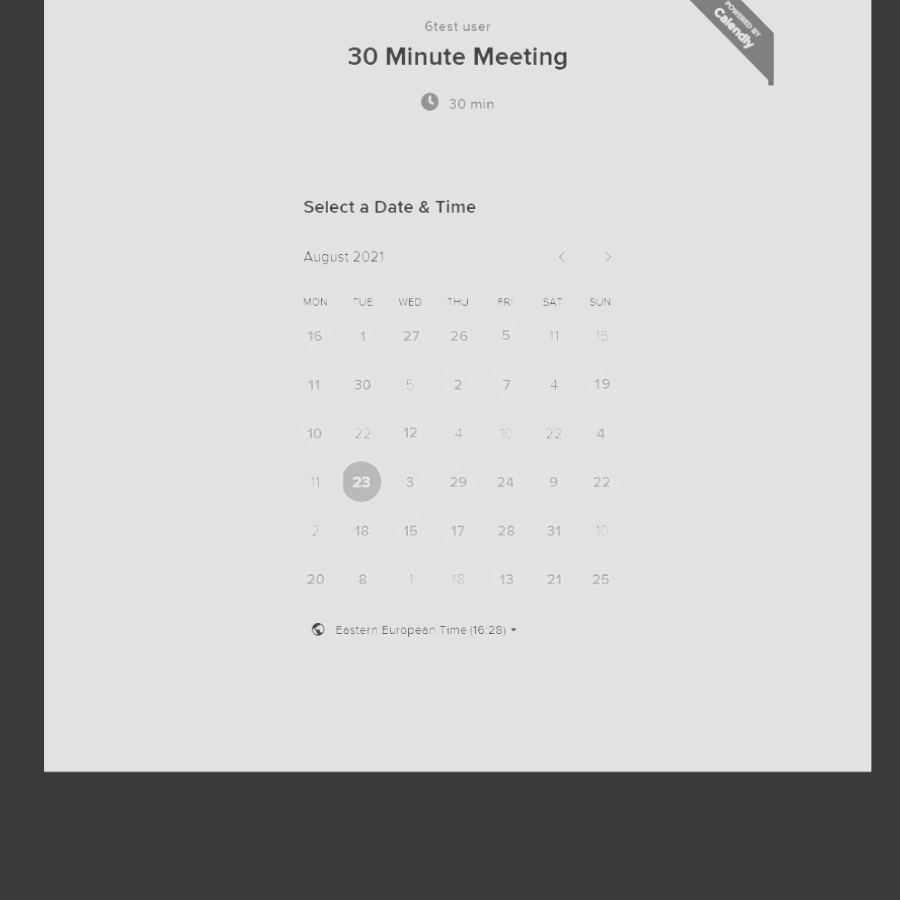 6test user
POWERED BY
Calendly
30 Minute Meeting
30 min
Select a Date & Time
August 2021
MON TUE WED THU FRI SAT SUN
16 1 27 26 5 11 15
11 30 5 2 7 4 19
10 22 12 4 10 22 4
11 23 3 29 24 9 22
2 18 15 17 28 31 10
20 8 1 18 13 21 25
Eastern European Time (16:28)